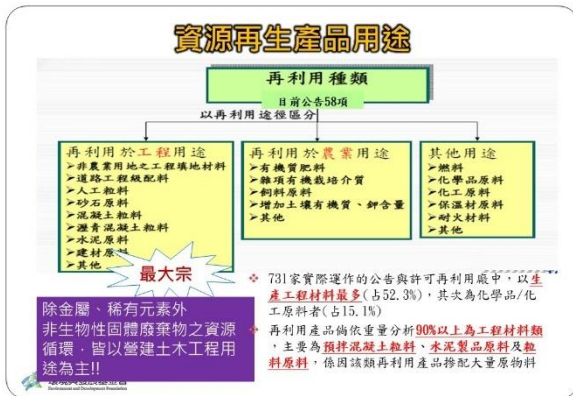 資源再生產品用途
再利用種類
目前公告58項
以再利用途徑區分
再利用於工程用途
➢非農業用地之工程填地材料
➢道路工程級配料
➢人工粒料
➢砂石原料
➢混凝土粒料
➢瀝青混凝土粒料
➢水泥原料
➢建材原料
➢其他
再利用於農業用途
➢有機質肥料
➢雜項有機栽培介質
➢飼料原料
➢增加土壤有機質、鉀含量
➢其他
其他用途
➢燃料
➢化學品原料
➢化工原料
➢保溫材原料
➢耐火材料
➢其他
最大宗
除金屬、稀有元素外
非生物性固體廢棄物之資源
循環，皆以營建土木工程用
途為主!!
❖ 731家實際運作的公告與許可再利用廠中，以生
產工程材料最多(占52.3%)，其次為化學品/化
工原料者(占15.1%)
❖ 再利用產品倘依重量分析90%以上為工程材料類
，主要為預拌混凝土粒料、水泥製品原料及粒
料原料，係因該類再利用產品摻配大量原物料
環境與發展基金會
Environment and Development Foundation